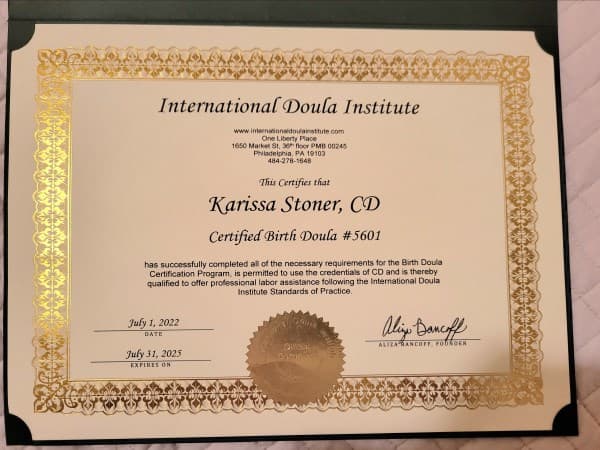 International Doula Institute
www.internationaldoulainstitute.com
One Liberty Place
1650 Market St, 36th floor PMB 00245
Philadelphia, PA 19103
484-278-1648
This Certifies that
Karissa Stoner, CD
Certified Birth Doula #5601
has successfully completed all of the necessary requirements for the Birth Doula
Certification Program, is permitted to use the credentials of CD and is thereby
qualified to offer professional labor assistance following the International Doula
Institute Standards of Practice.
July 1, 2022
DATE
July 31, 2025
EXPIRES ON
Aliza Bancoff
ALIZA BANCOFF, FOUNDER